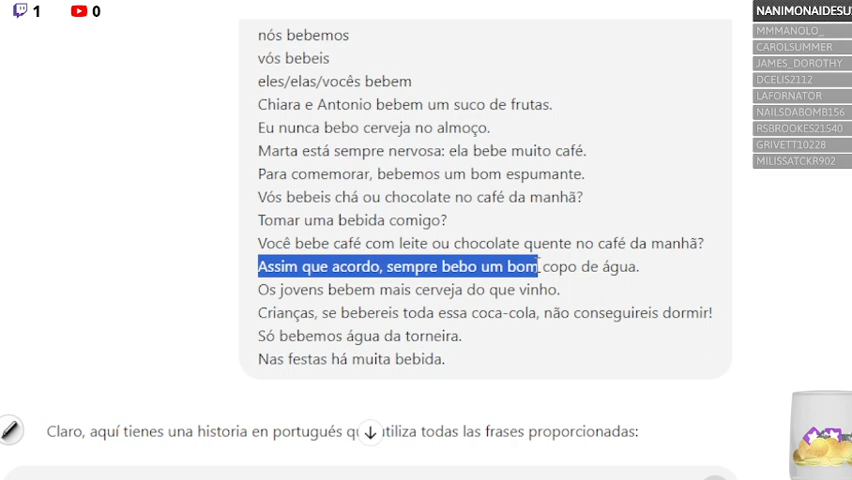 1 0
NANIMONAIDESU
MMMANOLO_
CAROLSUMMER
JAMES_DOROTHY
DCELIS2112
LAFORNATOR
NAILSDABOMB156
RSBROOKES21540
GRIVETT10228
MILISSATCKR902
nós bebemos
vós bebeis
eles/elas/vocês bebem
Chiara e Antonio bebem um suco de frutas.
Eu nunca bebo cerveja no almoço.
Marta está sempre nervosa: ela bebe muito café.
Para comemorar, bebemos um bom espumante.
Vós bebeis chá ou chocolate no café da manhã?
Tomar uma bebida comigo?
Você bebe café com leite ou chocolate quente no café da manhã?
Assim que acordo, sempre bebo um bom copo de água.
Os jovens bebem mais cerveja do que vinho.
Crianças, se bebereis toda essa coca-cola, não conseguireis dormir!
Só bebemos água da torneira.
Nas festas há muita bebida.
Claro, aquí tienes una historia en portugués qu utiliza todas las frases proporcionadas: